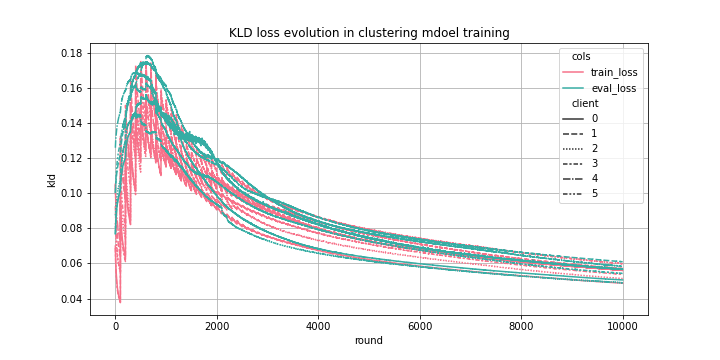 KLD loss evolution in clustering mdoel training
0.18
0.16
0.14
0.12
0.10
0.08
0.06
0.04
kld
0
2000
4000
6000
8000
10000
round
cols
train_loss
eval_loss
client
0
1
2
3
4
5